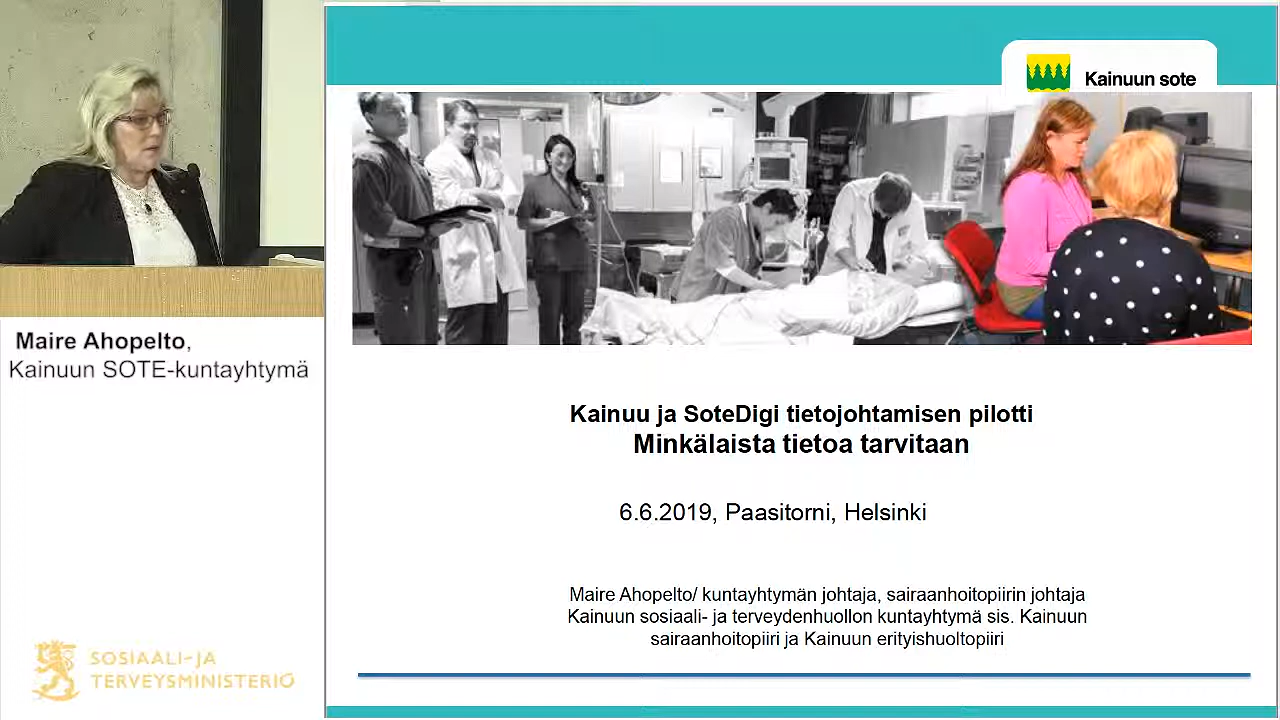 Maire Ahopelto,
Kainuun SOTE-kuntayhtymä
SOSIAALI- JA
TERVEYSMINISTERIÖ
Kainuun sote
Kainuu ja SoteDigi tietojohtamisen pilotti
Minkälaista tietoa tarvitaan
6.6.2019, Paasitorni, Helsinki
Maire Ahopelto/ kuntayhtymän johtaja, sairaanhoitopiirin johtaja
Kainuun sosiaali- ja terveydenhuollon kuntayhtymä sis. Kainuun
sairaanhoitopiiri ja Kainuun erityishuoltopiiri